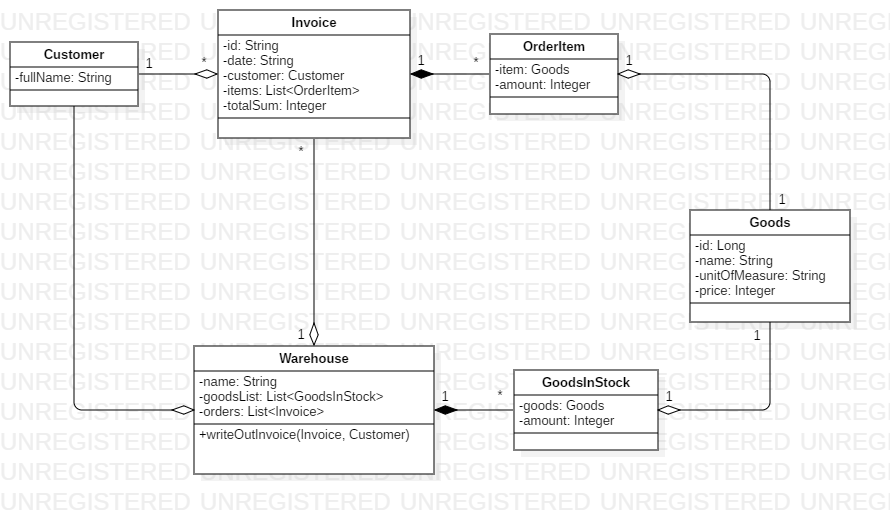 Customer
-fullName: String
1
*
Invoice
-id: String
-date: String
-customer: Customer
-items: List<OrderItem>
-totalSum: Integer
1
*
OrderItem
-item: Goods
-amount: Integer
1
1
Goods
-id: Long
-name: String
-unitOfMeasure: String
-price: Integer
1
*
1
Warehouse
-name: String
-goodsList: List<GoodsInStock>
-orders: List<Invoice>
+writeOutInvoice(Invoice, Customer)
1
*
GoodsInStock
-goods: Goods
-amount: Integer
1
UNREGISTERED UNREGISTERED UNREGISTERED UNREGISTERED UNREGISTERED